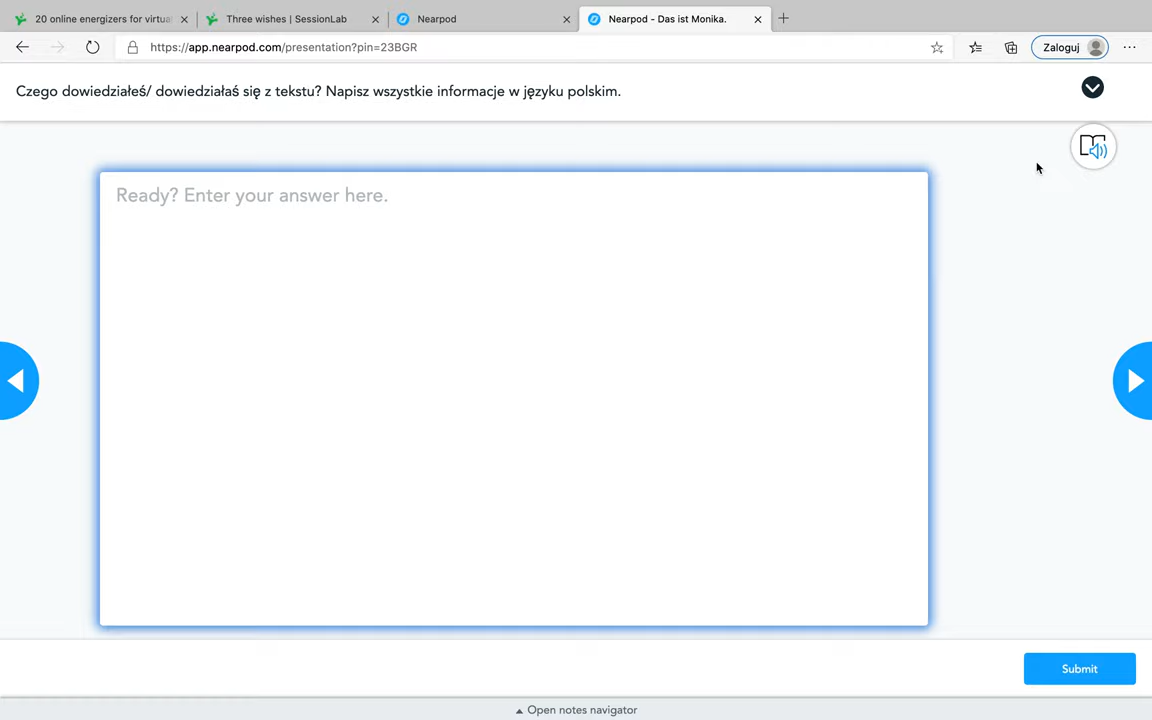 20 online energizers for virtua
Three wishes | SessionLab
Nearpod
Nearpod - Das ist Monika.
https://app.nearpod.com/presentation?pin=23BGR
Zaloguj
Czego dowiedziałeś/ dowiedziałaś się z tekstu? Napisz wszystkie informacje w języku polskim.
Ready? Enter your answer here.
Submit
Open notes navigator